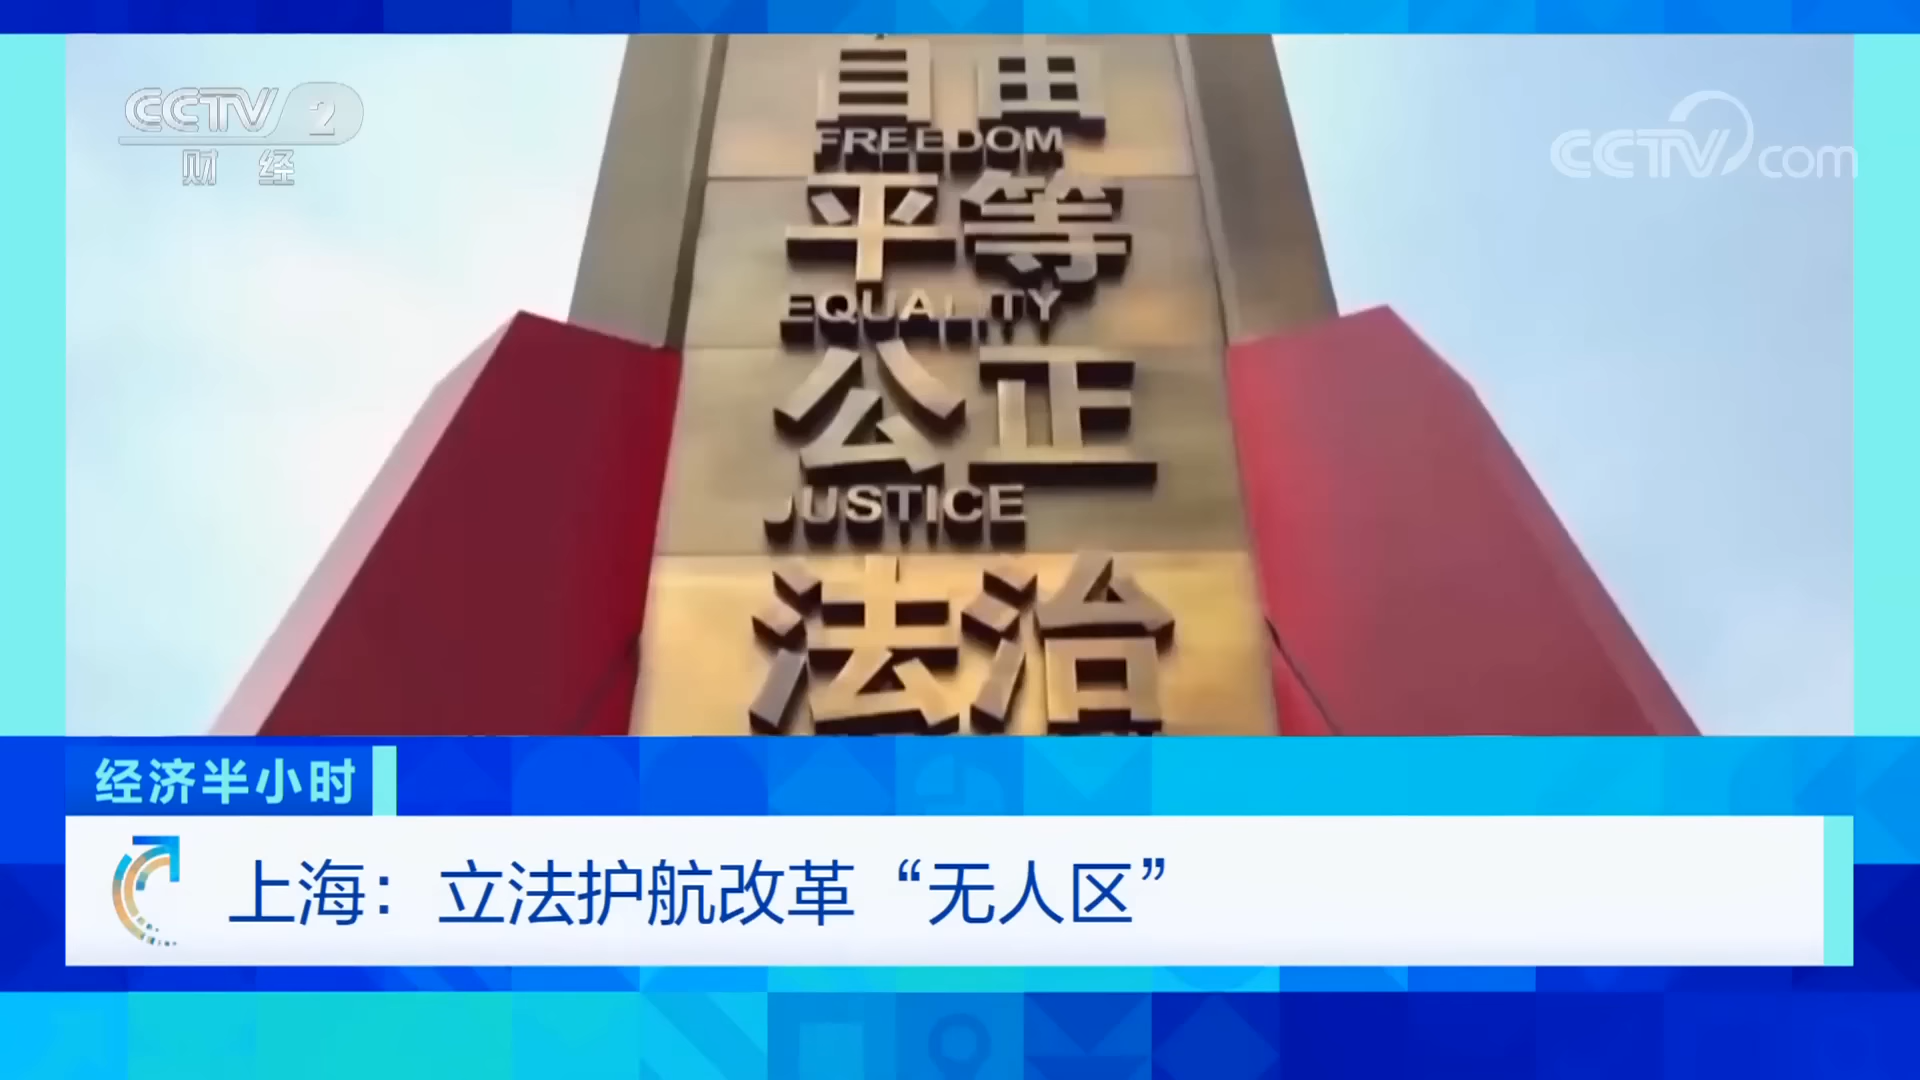 CCTV 2
财 经
CCTV com
自由
FREEDOM
平等
EQUALITY
公正
JUSTICE
法治
经济半小时
上海：立法护航改革“无人区”